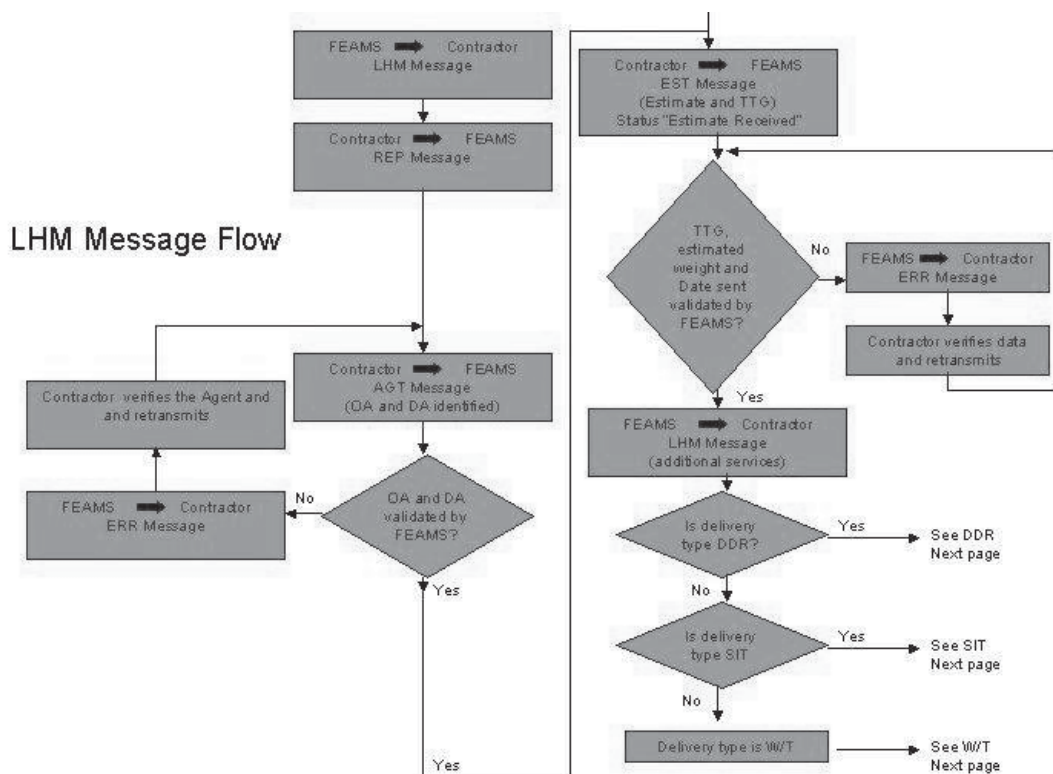 LHM Message Flow
FEAMS Contractor
LHM Message
Contractor FEAMS
REP Message
Contractor FEAMS
AGT Message
(OA and DA identified)
OA and DA
validated by
FEAMS?
No
FEAMS Contractor
ERR Message
Contractor verifies the Agent and
and retransmits
Yes
Yes
Contractor FEAMS
EST Message
(Estimate and TTG)
Status "Estimate Received"
TTG,
estimated
weight and
Date sent
validated by
FEAMS?
No
FEAMS Contractor
ERR Message
Contractor verifies data
and retransmits
Yes
FEAMS Contractor
LHM Message
(additional services)
Is delivery
type DDR?
Yes
See DDR
Next page
No
Is delivery
type SIT
Yes
See SIT
Next page
No
Delivery type is W/T
See W/T
Next page